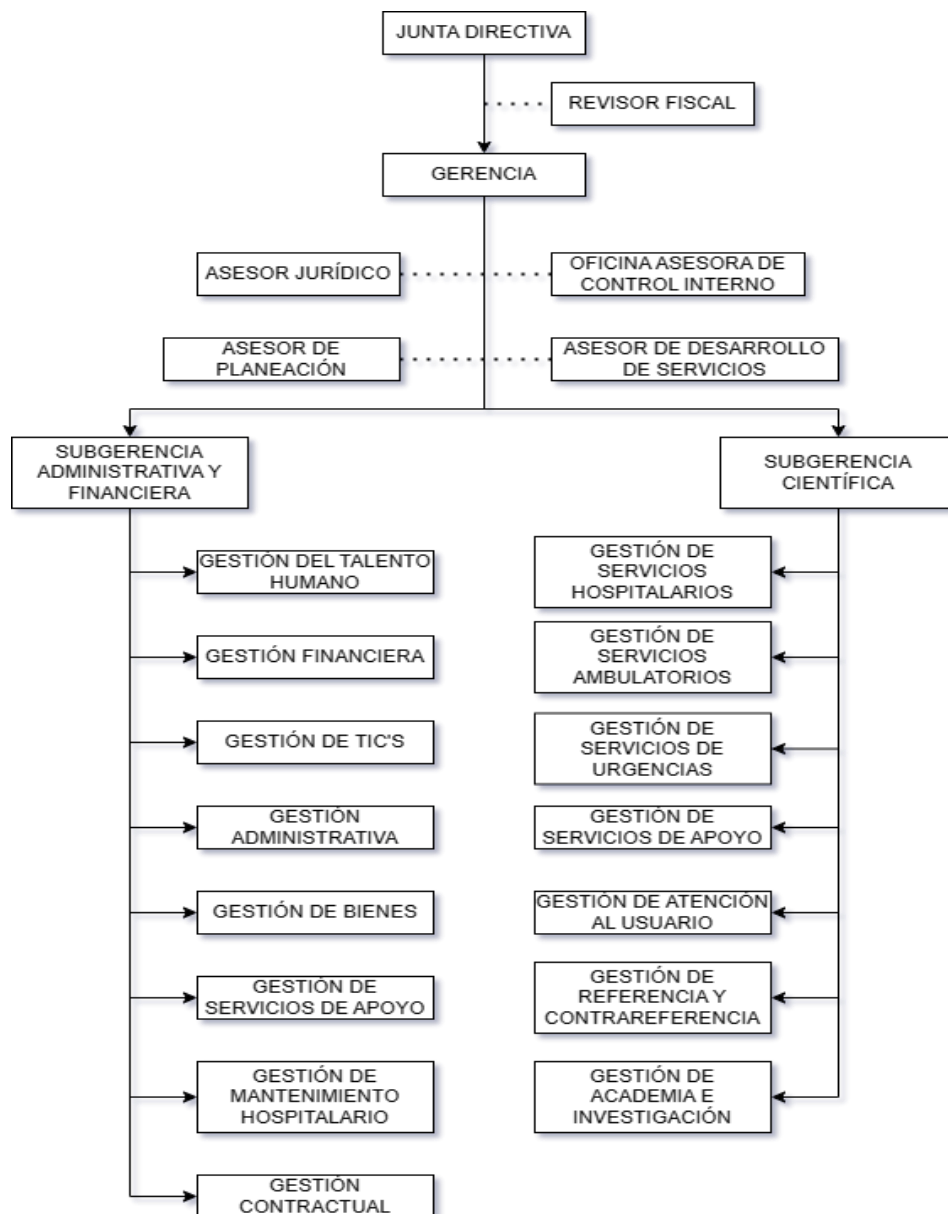 JUNTA DIRECTIVA
REVISOR FISCAL
GERENCIA
ASESOR JURÍDICO
OFICINA ASESORA DE
CONTROL INTERNO
ASESOR DE
PLANEACIÓN
ASESOR DE DESARROLLO
DE SERVICIOS
SUBGERENCIA
ADMINISTRATIVA Y
FINANCIERA
SUBGERENCIA
CIENTÍFICA
GESTIÓN DEL TALENTO
HUMANO
GESTIÓN FINANCIERA
GESTIÓN DE TIC'S
GESTIÓN
ADMINISTRATIVA
GESTIÓN DE BIENES
GESTIÓN DE
SERVICIOS DE APOYO
GESTIÓN DE
MANTENIMIENTO
HOSPITALARIO
GESTIÓN
CONTRACTUAL
GESTIÓN DE
SERVICIOS
HOSPITALARIOS
GESTIÓN DE
SERVICIOS
AMBULATORIOS
GESTIÓN DE
SERVICIOS DE
URGENCIAS
GESTIÓN DE
SERVICIOS DE APOYO
GESTIÓN DE ATENCIÓN
AL USUARIO
GESTIÓN DE
REFERENCIA Y
CONTRAREFERENCIA
GESTIÓN DE
ACADEMIA E
INVESTIGACIÓN